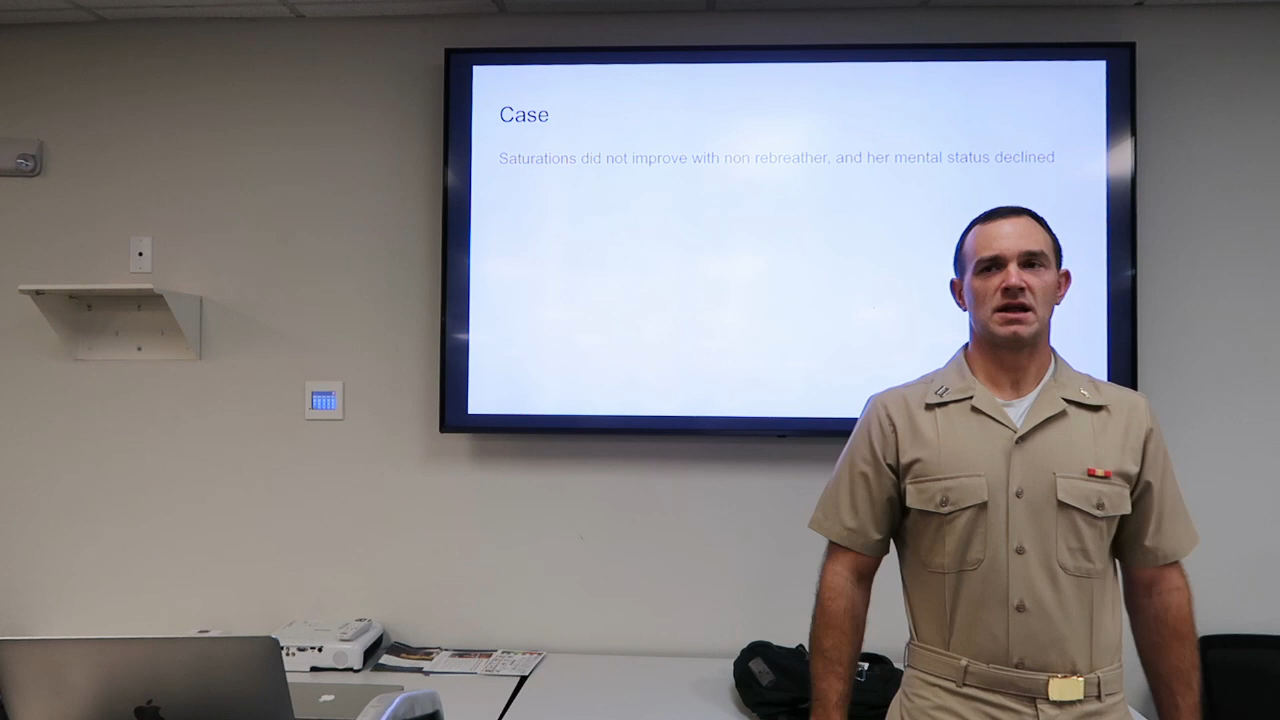 Case
Saturations did not improve with non rebreather, and her mental status declined